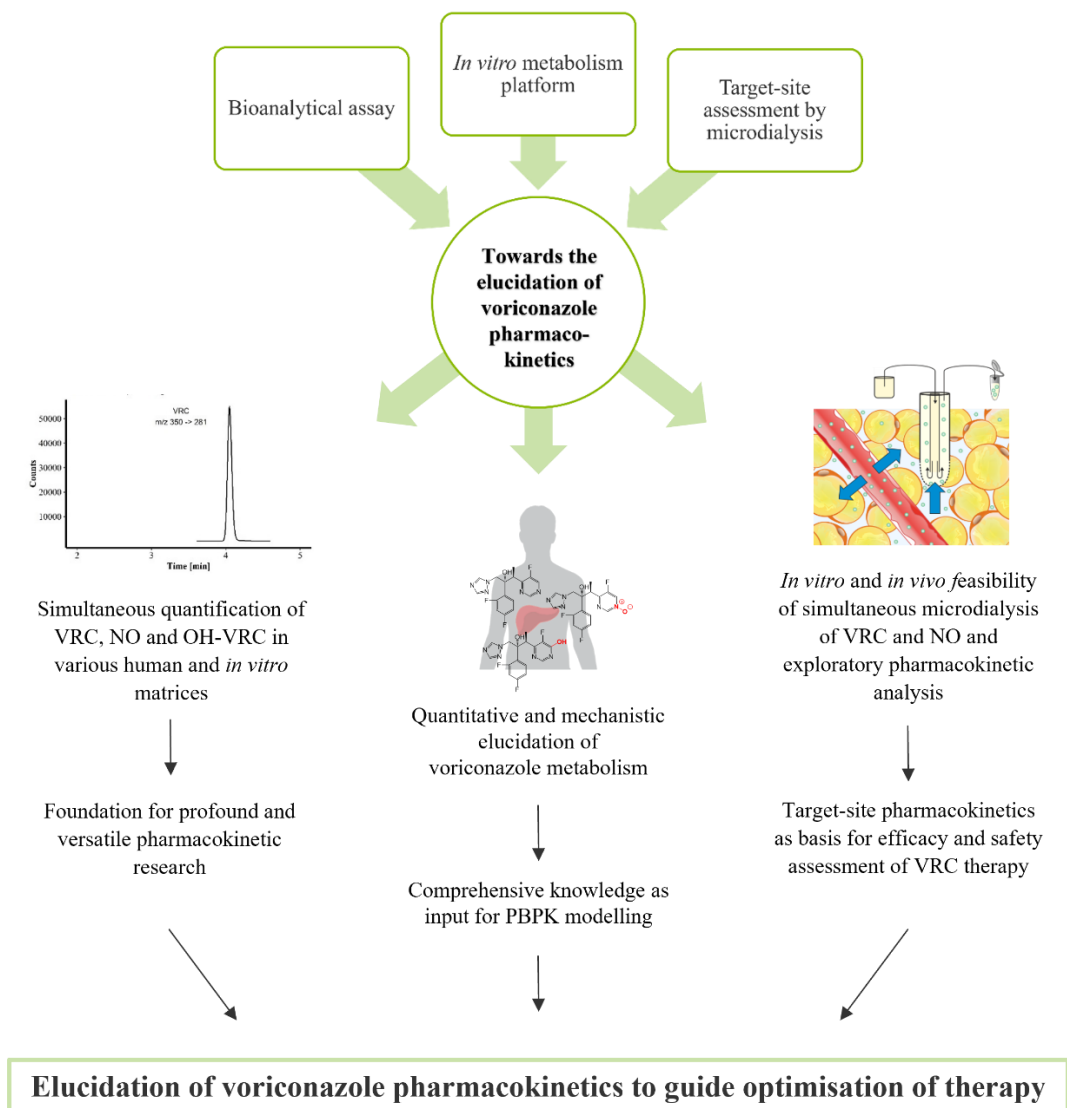 Bioanalytical assay
In vitro metabolism
platform
Target-site
assessment by
microdialysis
Towards the
elucidation of
voriconazole
pharmaco-
kinetics
VRC
m/z 350 -> 281
50000
40000
30000
20000
10000
Counts
2
3
4
5
Time [min]
Simultaneous quantification of
VRC, NO and OH-VRC in
various human and in vitro
matrices
Foundation for profound and
versatile pharmacokinetic
research
Quantitative and mechanistic
elucidation of
voriconazole metabolism
Comprehensive knowledge as
input for PBPK modelling
In vitro and in vivo feasibility
of simultaneous microdialysis
of VRC and NO and
exploratory pharmacokinetic
analysis
Target-site pharmacokinetics
as basis for efficacy and safety
assessment of VRC therapy
Elucidation of voriconazole pharmacokinetics to guide optimisation of therapy